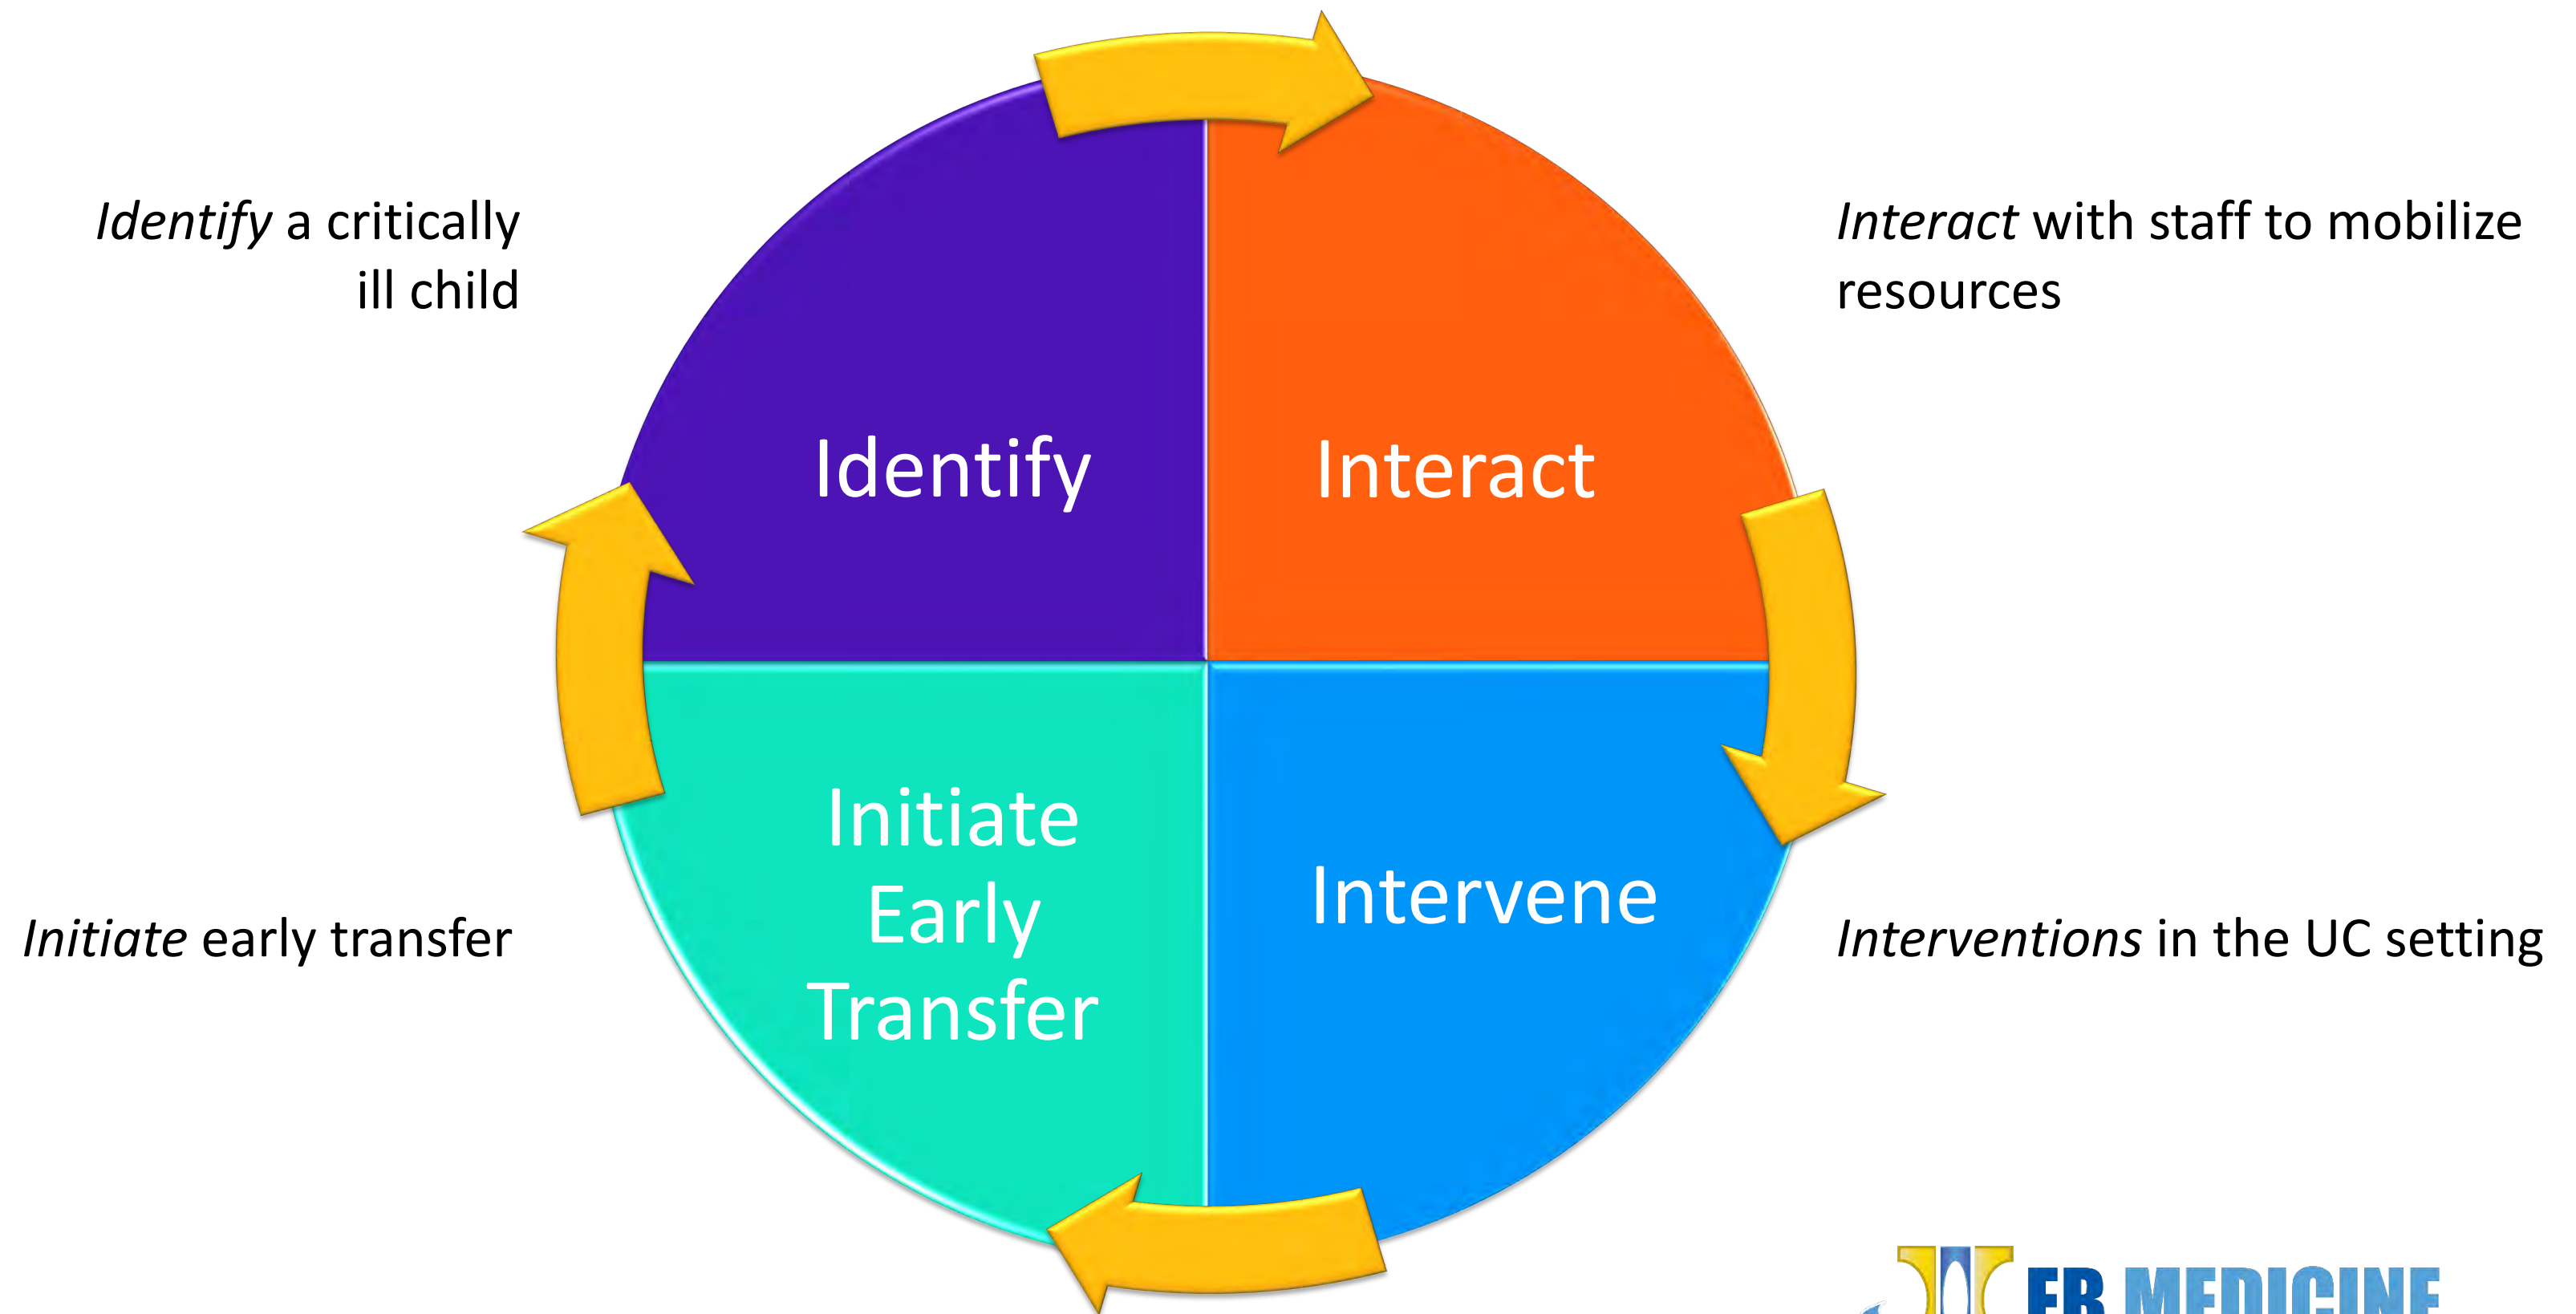 Identify a critically
ill child
Interact with staff to mobilize
resources
Identify
Interact
Initiate
Early
Transfer
Intervene
Initiate early transfer
Interventions in the UC setting
EB MEDICINE